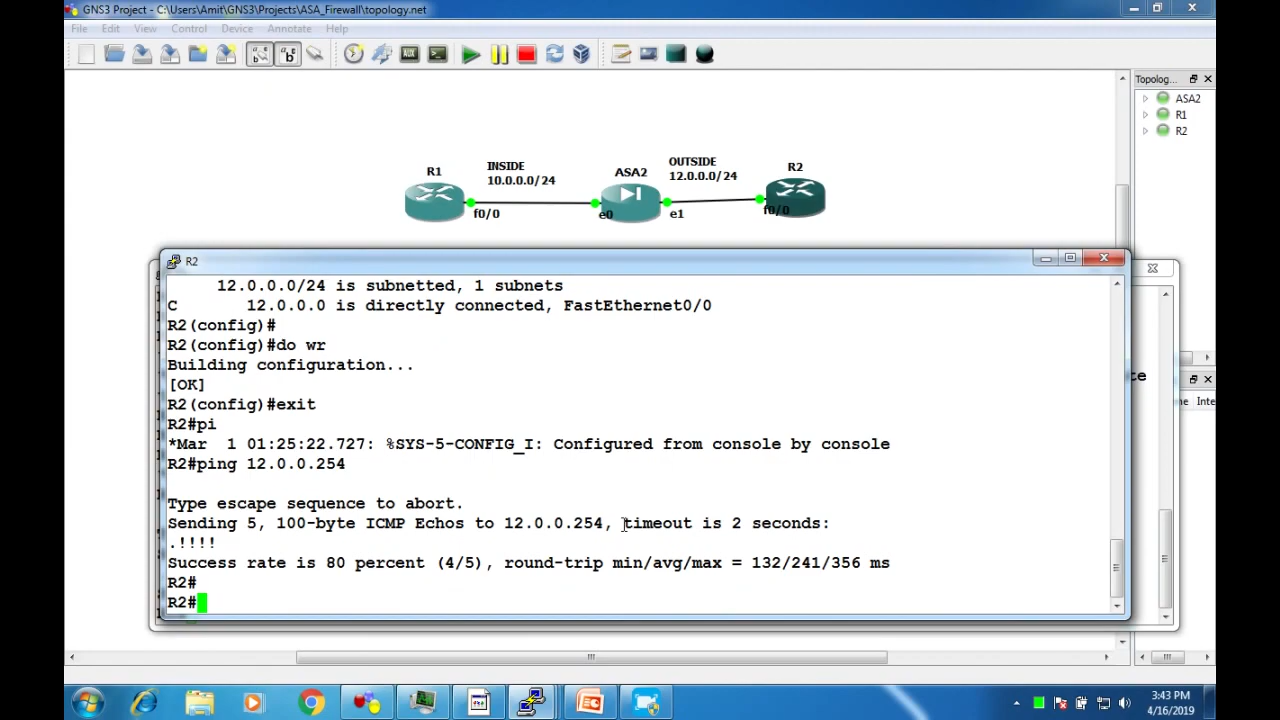 GNS3 Project - C:\Users\Amit\GNS3\Projects\ASA_Firewall\topology.net
File Edit View Control Device Annotate Help
Topolog...
ASA2
R1
R2
R1
INSIDE
10.0.0.0/24
ASA2
OUTSIDE
12.0.0.0/24
R2
f0/0
e0
e1
f0/0
R2
12.0.0.0/24 is subnetted, 1 subnets
C 12.0.0.0 is directly connected, FastEthernet0/0
R2(config)#
R2(config)#do wr
Building configuration...
[OK]
R2(config)#exit
R2#pi
*Mar 1 01:25:22.727: %SYS-5-CONFIG_I: Configured from console by console
R2#ping 12.0.0.254
Type escape sequence to abort.
Sending 5, 100-byte ICMP Echos to 12.0.0.254, timeout is 2 seconds:
.!!!!
Success rate is 80 percent (4/5), round-trip min/avg/max = 132/241/356 ms
R2#
R2#
te
me Inte
AUX
3:43 PM
4/16/2019